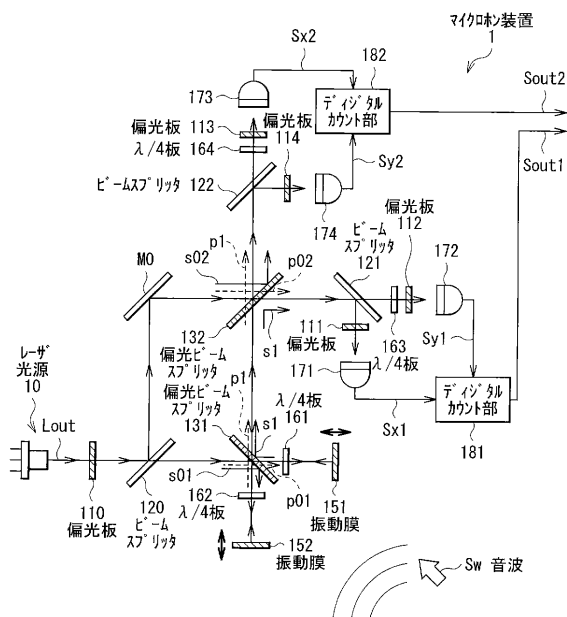 マイクロホン装置
1
Sx2
182
173
ディジタル
カウント部
Sout2
Sout1
偏光板
113
λ/4板
164
偏光板
114
Sy2
ビームスプリッタ
122
174
ビーム
スプリッタ
121
偏光板
112
172
MO
p1
s02
p02
132
偏光ビーム
スプリッタ
s1
111
偏光板
163
λ/4板
Sy1
171
Sx1
ディジタル
カウント部
181
レーザ
光源
10
Lout
偏光ビーム
スプリッタ
131
p1
s1
λ/4板
161
s01
p01
110
偏光板
120
ビーム
スプリッタ
162
λ/4板
151
振動膜
152
振動膜
Sw 音波